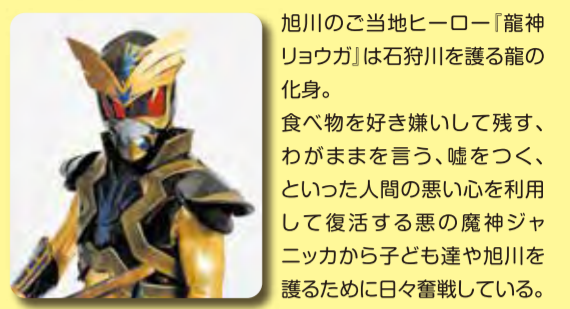 旭川のご当地ヒーロー『龍神
リョウガ』は石狩川を護る龍の
化身。
食べ物を好き嫌いして残す、
わがままを言う、嘘をつく、
といった人間の悪い心を利用
して復活する悪の魔神ジャ
ニッカから子ども達や旭川を
護るために日々奮戦している。